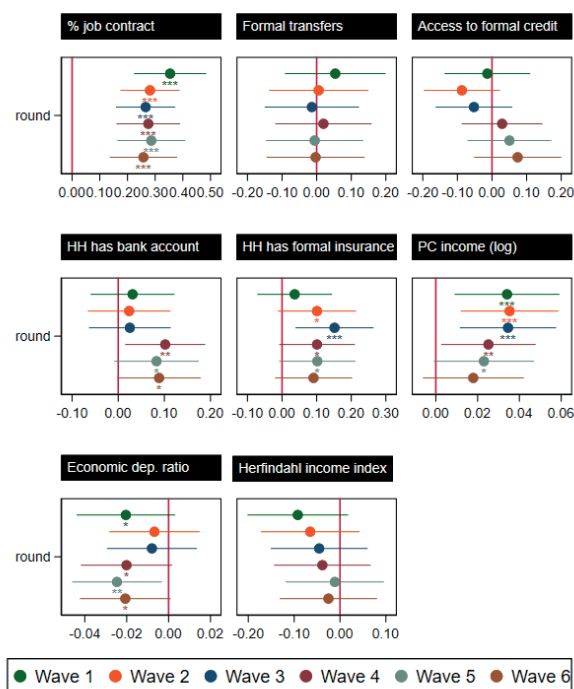 % job contract
Formal transfers
Access to formal credit
***
***
***
***
***
***
round
0.000.100.200.300.400.50
-0.20 -0.10 0.00 0.10 0.20
-0.20 -0.10 0.00 0.10 0.20
HH has bank account
HH has formal insurance
PC income (log)
**
*
*
*
***
*
*
***
***
***
**
*
round
-0.10 0.00 0.10 0.20
-0.10 0.00 0.10 0.20 0.30
0.00 0.02 0.04 0.06
Economic dep. ratio
Herfindahl income index
*
*
**
*
round
-0.04 -0.02 0.00 0.02
-0.20 -0.10 0.00 0.10
Wave 1 Wave 2 Wave 3 Wave 4 Wave 5 Wave 6